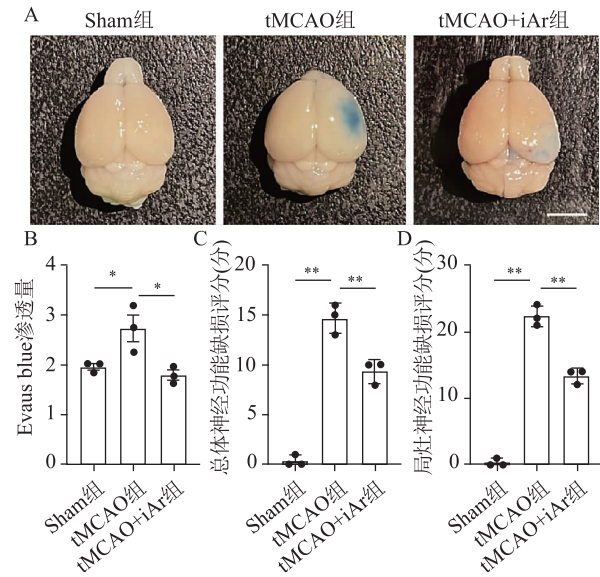 A
Sham组
tMCAO组
tMCAO+iAr组
B
*
*
Evaus blue渗透量
4
3
2
1
0
Sham组
tMCAO组
tMCAO+iAr组
C
**
**
总体神经功能缺损评分(分)
20
15
10
5
0
Sham组
tMCAO组
tMCAO+iAr组
D
**
**
局灶神经功能缺损评分(分)
30
20
10
0
Sham组
tMCAO组
tMCAO+iAr组